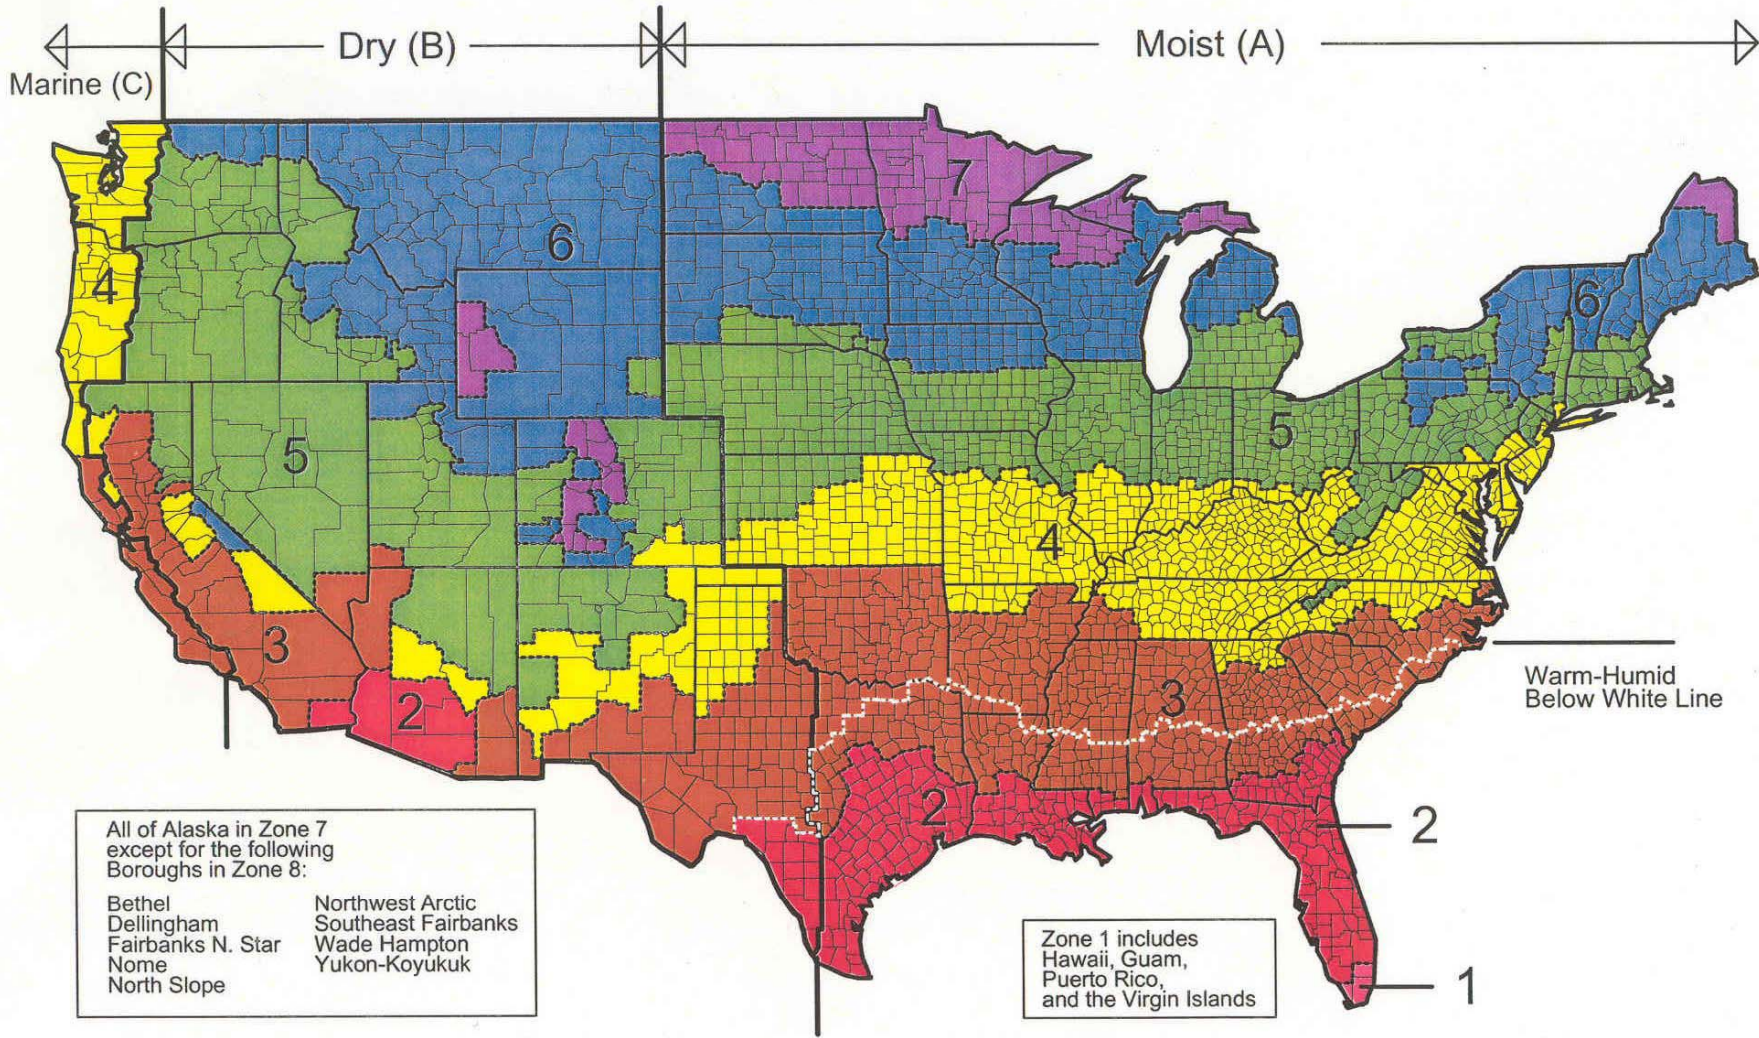 Marine (C)
Dry (B)
Moist (A)
7
6
4
6
5
5
4
3
3
2
2
Warm-Humid
Below White Line
2
1
All of Alaska in Zone 7
except for the following
Boroughs in Zone 8:
Bethel
Dellingham
Fairbanks N. Star
Nome
North Slope
Northwest Arctic
Southeast Fairbanks
Wade Hampton
Yukon-Koyukuk
Zone 1 includes
Hawaii, Guam,
Puerto Rico,
and the Virgin Islands